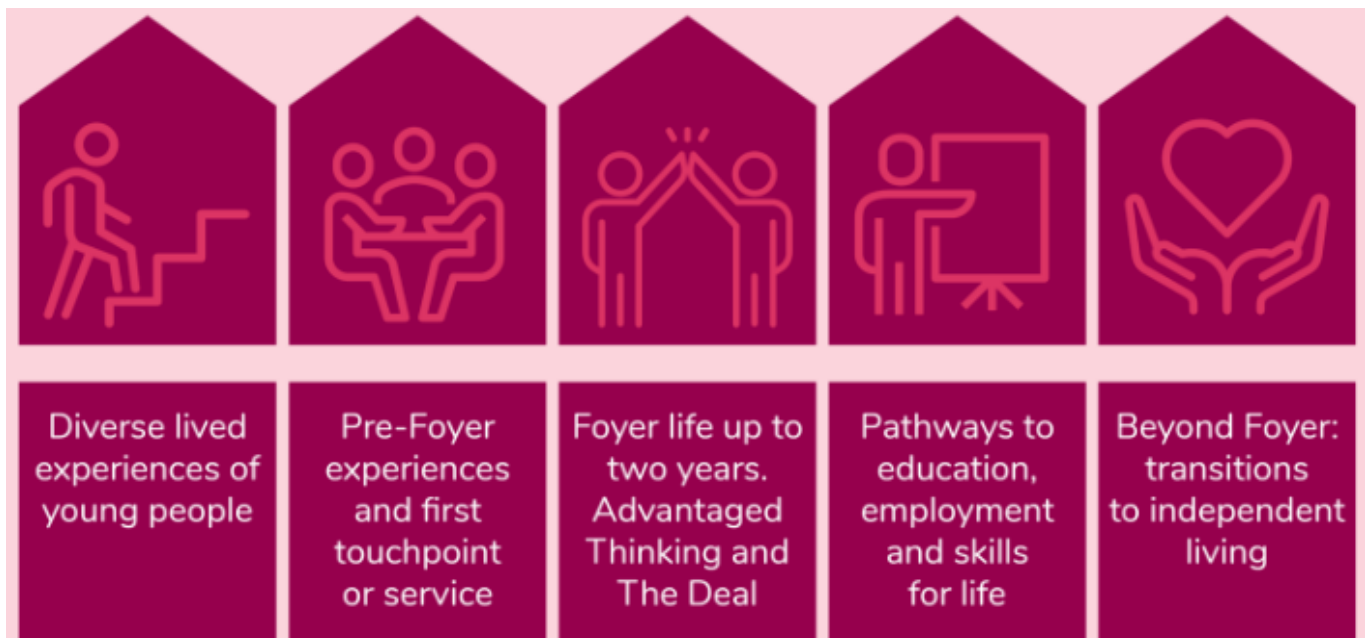 Diverse lived
experiences of
young people
Pre-Foyer
experiences
and first
touchpoint
or service
Foyer life up to
two years.
Advantaged
Thinking and
The Deal
Pathways to
education,
employment
and skills
for life
Beyond Foyer:
transitions
to independent
living